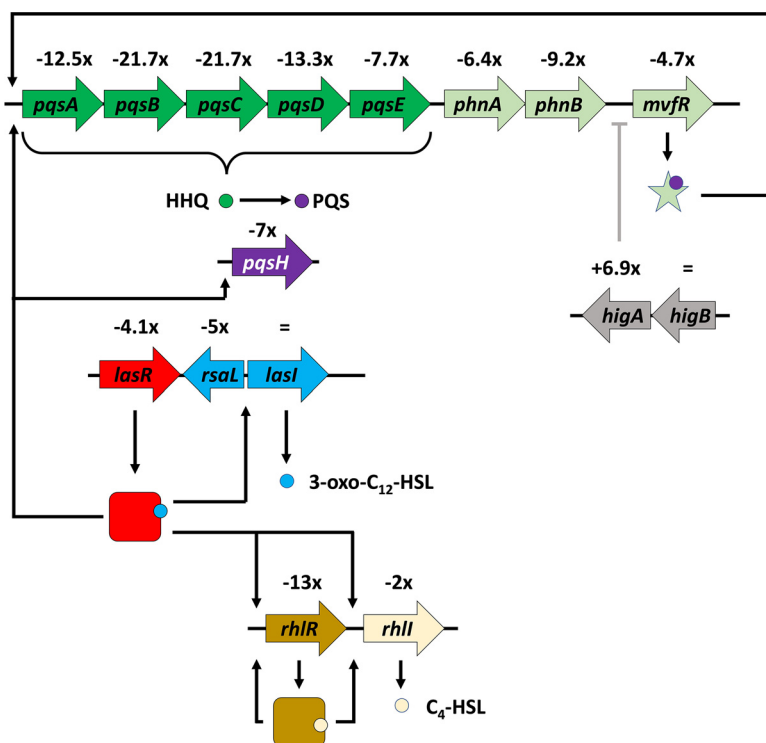 -12.5x -21.7x -21.7x -13.3x -7.7x -6.4x -9.2x -4.7x
pqsA pqsB pqsC pqsD pqsE phnA phnB mvfR
HHQ PQS
-7x
pqsH
+6.9x =
higA higB
-4.1x -5x =
lasR rsaL lasI
3-oxo-C₁₂-HSL
-13x -2x
rhlR rhlI
C₄-HSL